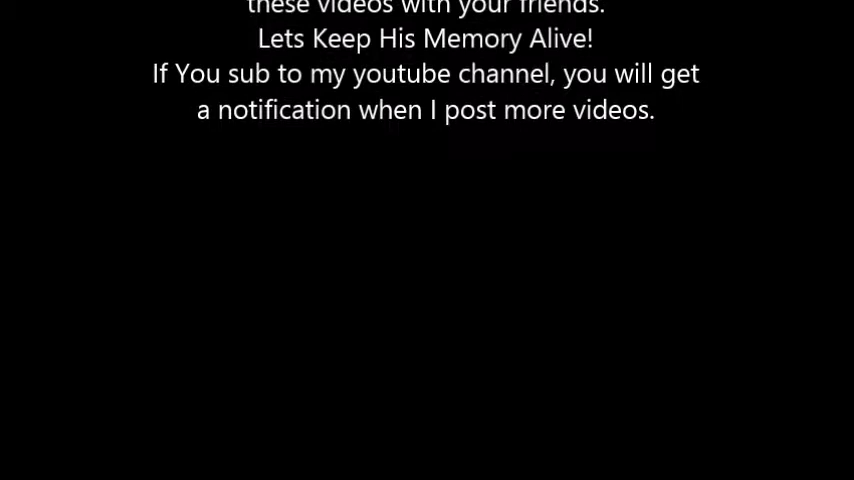 these videos with your friends.
Lets Keep His Memory Alive!
If You sub to my youtube channel, you will get
a notification when I post more videos.